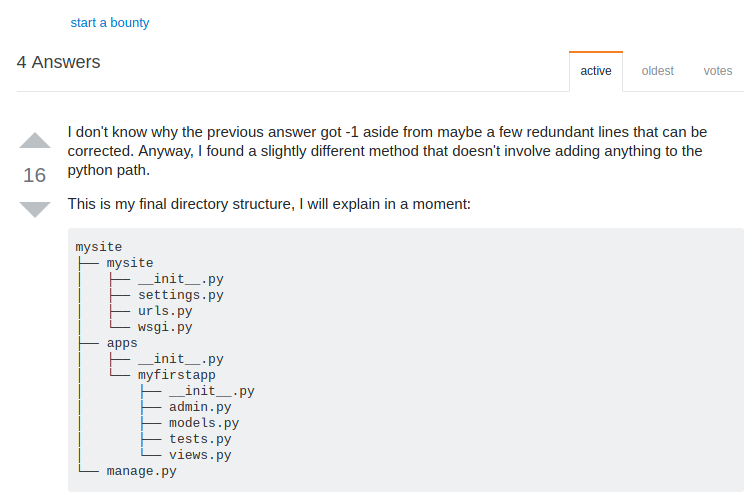 start a bounty
4 Answers
active oldest votes
I don't know why the previous answer got -1 aside from maybe a few redundant lines that can be
corrected. Anyway, I found a slightly different method that doesn't involve adding anything to the
python path.
16
This is my final directory structure, I will explain in a moment:
mysite
├── mysite
│   ├── __init__.py
│   ├── settings.py
│   ├── urls.py
│   └── wsgi.py
├── apps
│   ├── __init__.py
│   └── myfirstapp
│       ├── __init__.py
│       ├── admin.py
│       ├── models.py
│       ├── tests.py
│       └── views.py
└── manage.py